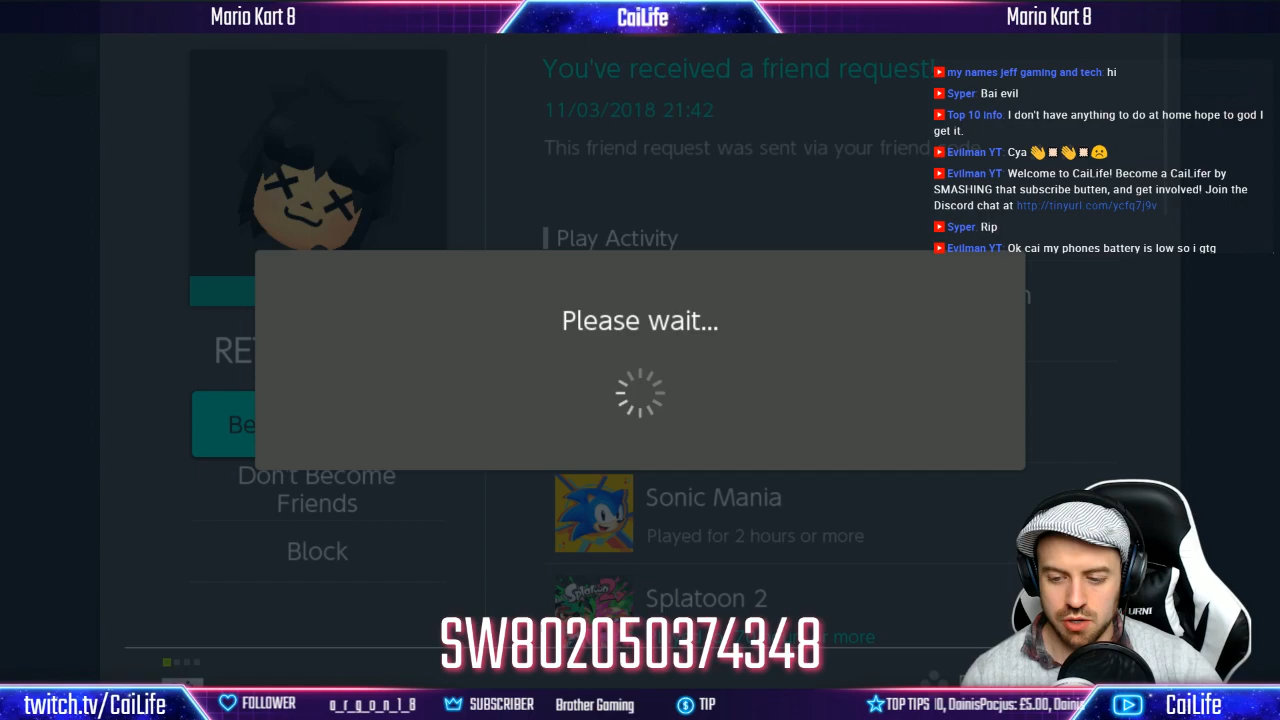 Mario Kart 8
CaiLife
Mario Kart 8
You've received a friend request!
11/03/2018 21:42
This friend request was sent via your friend
Play Activity
my names jeff gaming and tech: hi
Syper: Bai evil
Top 10 info: I don't have anything to do at home hope to god I
get it.
Evilman YT: Cya 👋 👋 ☹
Evilman YT: Welcome to CaiLife! Become a CaiLifer by
SMASHING that subscribe butten, and get involved! Join the
Discord chat at http://tinyurl.com/ycfq7j9v
Syper: Rip
Evilman YT: Ok cai my phones battery is low so i gtg
Please wait...
RE
Be
Don't Become
Friends
Block
Sonic Mania
Played for 2 hours or more
Splatoon 2
r more
SW802050374348
twitch.tv/CaiLife
FOLLOWER
a_r_g_o_n_1_8
SUBSCRIBER
Brother Gaming
TIP
TOP TIPS
DainisPocjus: £5.00, Dainis
CaiLife